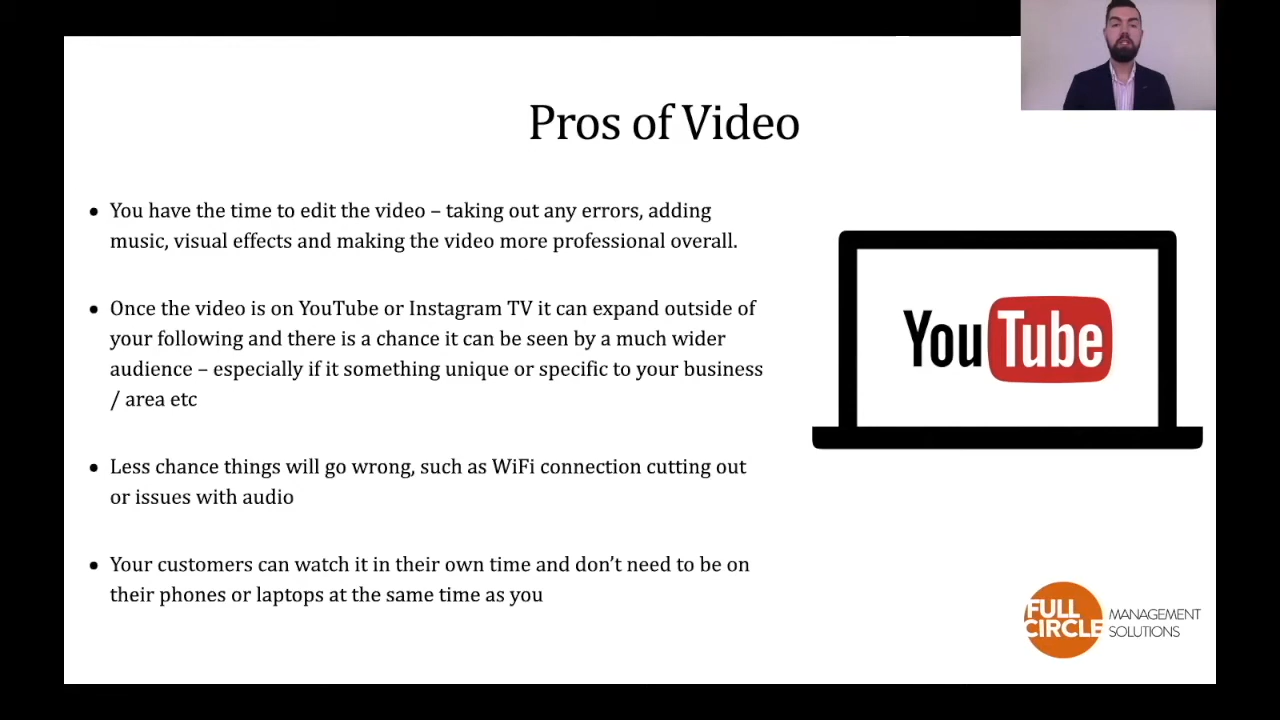 Pros of Video
• You have the time to edit the video – taking out any errors, adding
music, visual effects and making the video more professional overall.
• Once the video is on YouTube or Instagram TV it can expand outside of
your following and there is a chance it can be seen by a much wider
audience – especially if it something unique or specific to your business
/ area etc
• Less chance things will go wrong, such as WiFi connection cutting out
or issues with audio
• Your customers can watch it in their own time and don’t need to be on
their phones or laptops at the same time as you
YouTube
FULL
CIRCLE
MANAGEMENT
SOLUTIONS